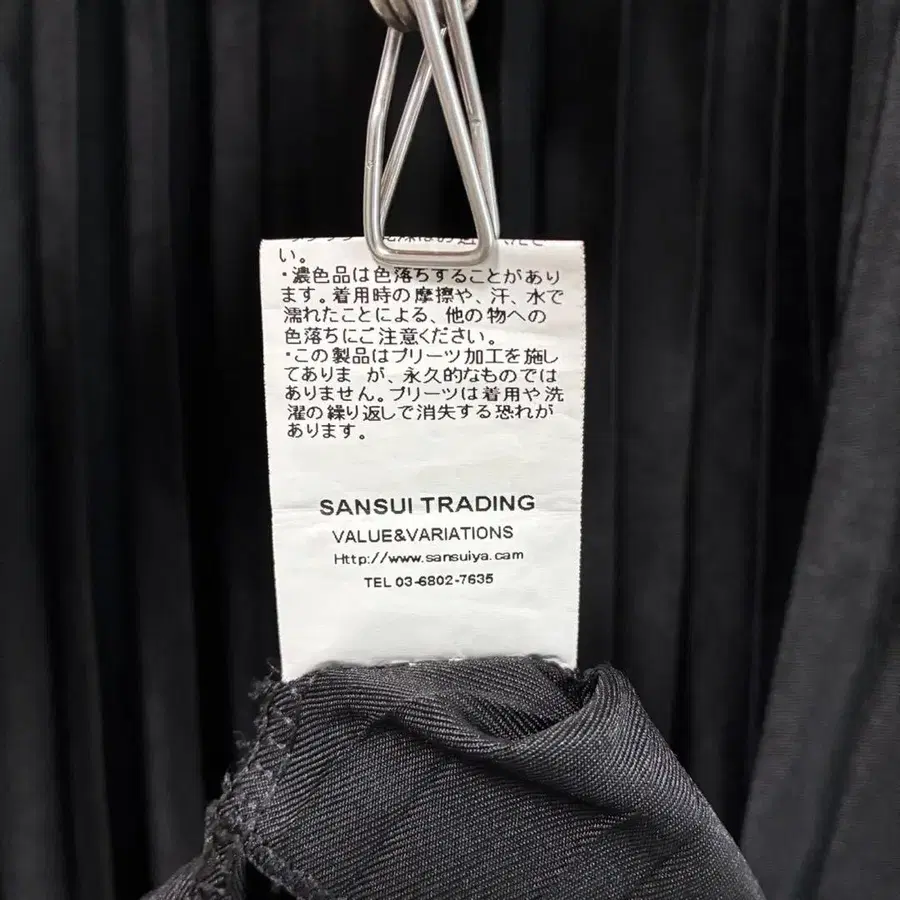 い。
・濃色品は色落ちすることがあり
ます。着用時の摩擦や、汗、水で
濡れたことによる、他の物への
色落ちにご注意ください。
・この製品はプリーツ加工を施し
てありま が、永久的なものでは
ありません。プリーツは着用や洗
濯の繰り返しで消失する恐れが
あります。
SANSUI TRADING
VALUE&VARIATIONS
Http://www.sansuiya.cam
TEL 03-6802-7635